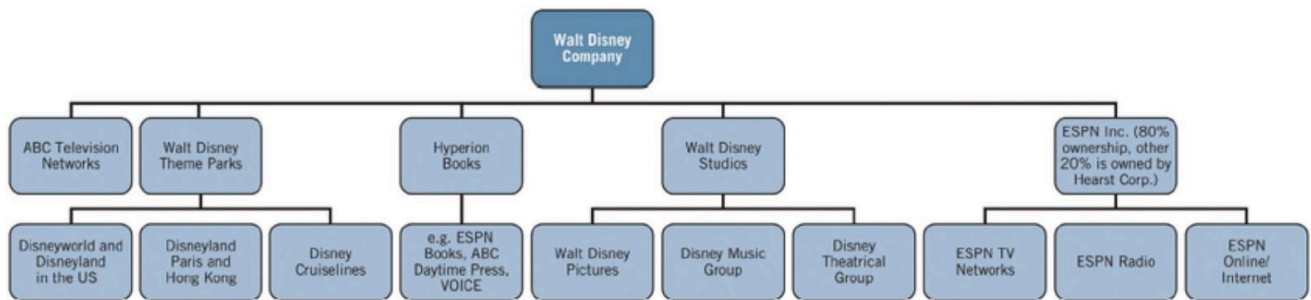 Walt Disney
Company
ABC Television
Networks
Walt Disney
Theme Parks
Hyperion
Books
Walt Disney
Studios
ESPN Inc. (80%
ownership, other
20% is owned by
Hearst Corp.)
Disneyworld and
Disneyland
in the US
Disneyland
Paris and
Hong Kong
Disney
Cruiselines
e.g. ESPN
Books, ABC
Daytime Press,
VOICE
Walt Disney
Pictures
Disney Music
Group
Disney
Theatrical
Group
ESPN TV
Networks
ESPN Radio
ESPN
Online/
Internet